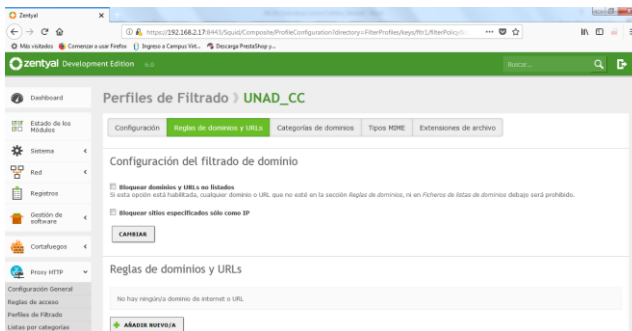 Zentyal
https://192.168.2.17:8443/Squid/Composite/ProfileConfiguration?directory=FilterProfiles/keys/fltr1/filterPolicy/
Más visitados Comenzar a usar Firefox Ingreso a Campus Virt... Descarga PrestaShop y...
zentyal Development Edition 6.0
Buscar...
Dashboard
Estado de los Módulos
Sistema
Red
Registros
Gestión de software
Cortafuegos
Proxy HTTP
Configuración General
Reglas de acceso
Perfiles de Filtrado
Listas por categorías
Perfiles de Filtrado
UNAD_CC
Configuración Reglas de dominios y URLs Categorías de dominios Tipos MIME Extensiones de archivo
Configuración del filtrado de dominio
Bloquear dominios y URLs no listados
Si esta opción está habilitada, cualquier dominio o URL que no esté en la sección Reglas de dominios, ni en Ficheros de listas de dominios debajo será prohibido.
Bloquear sitios especificados sólo como IP
CAMBIAR
Reglas de dominios y URLs
No hay ningún/a dominio de internet o URL
AÑADIR NUEVO/A